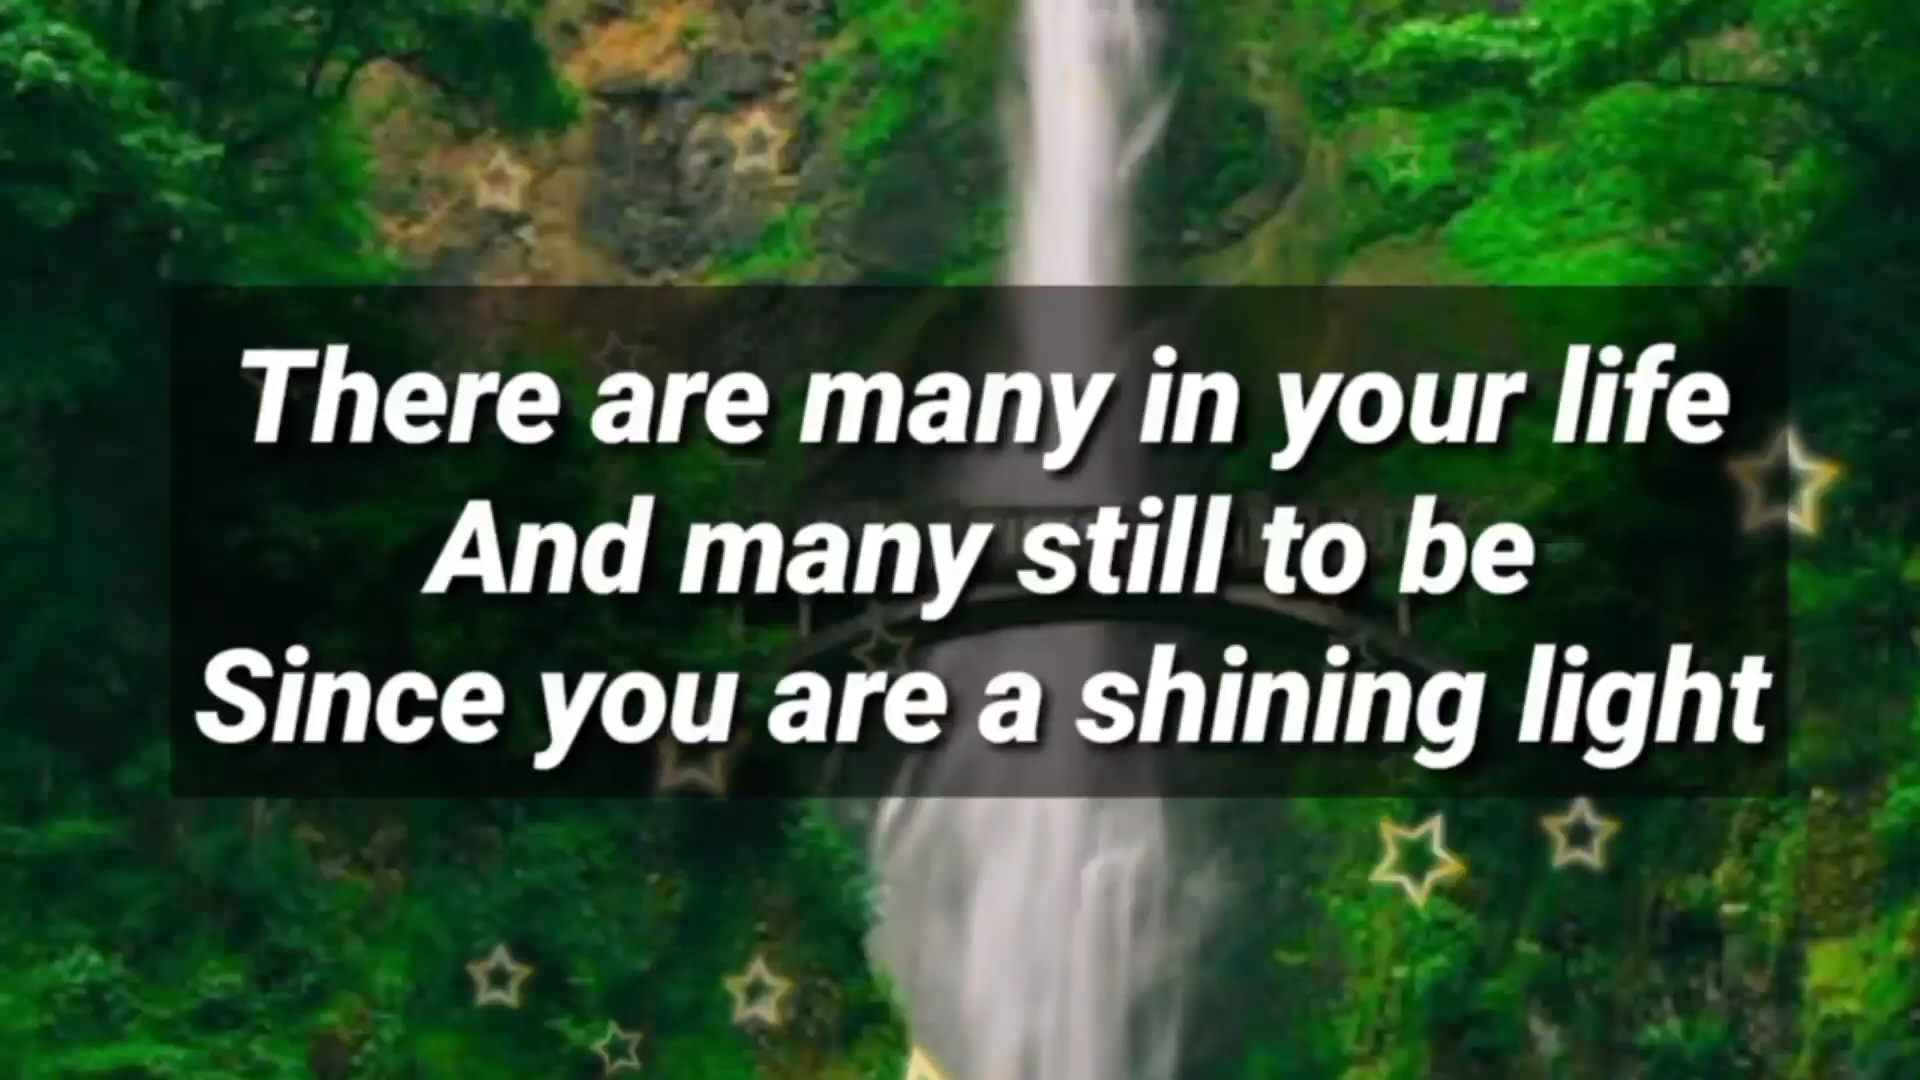 There are many in your life
And many still to be
Since you are a shining light